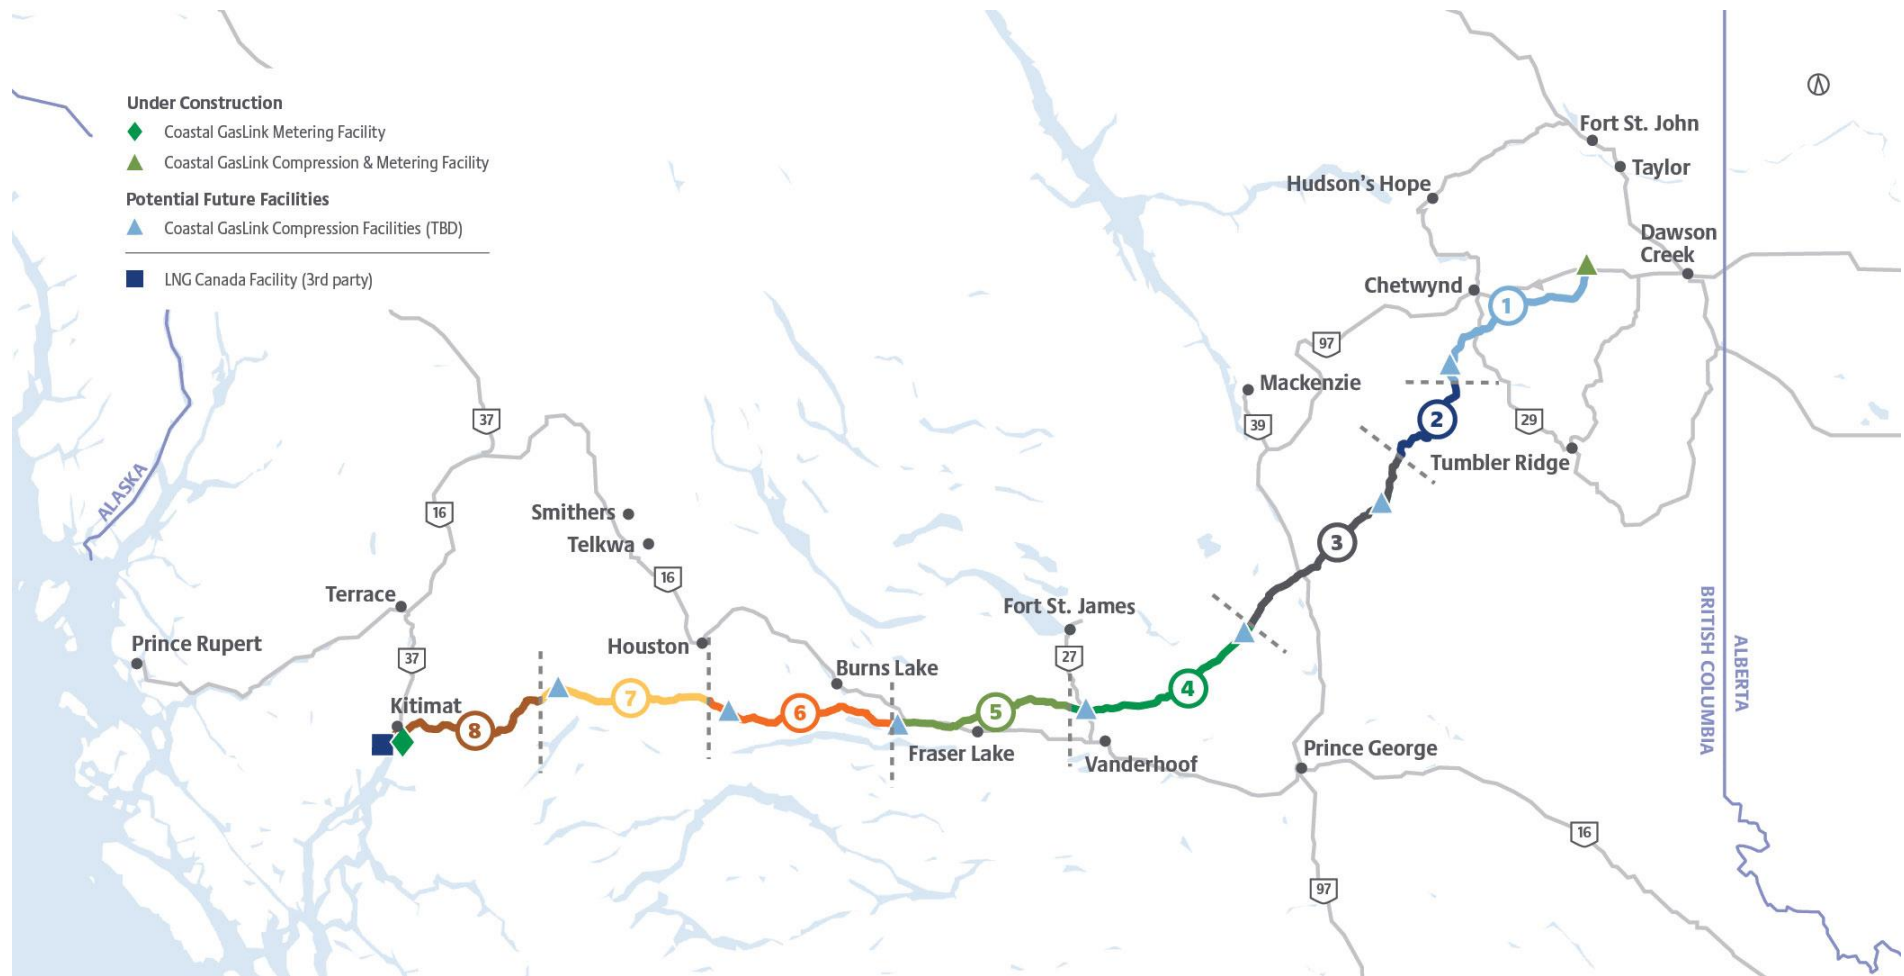 Under Construction
Coastal GasLink Metering Facility
Coastal GasLink Compression & Metering Facility
Potential Future Facilities
Coastal GasLink Compression Facilities (TBD)
LNG Canada Facility (3rd party)
Fort St. John
Taylor
Hudson's Hope
Dawson
Creek
Chetwynd
1
97
Mackenzie
39
2
29
Tumbler Ridge
37
ALASKA
16
Smithers
Telkwa
16
3
Terrace
Fort St. James
Prince Rupert
37
Houston
27
Burns Lake
BRITISH COLUMBIA
ALBERTA
Kitimat
8
7
6
5
4
Fraser Lake
Vanderhoof
Prince George
16
97